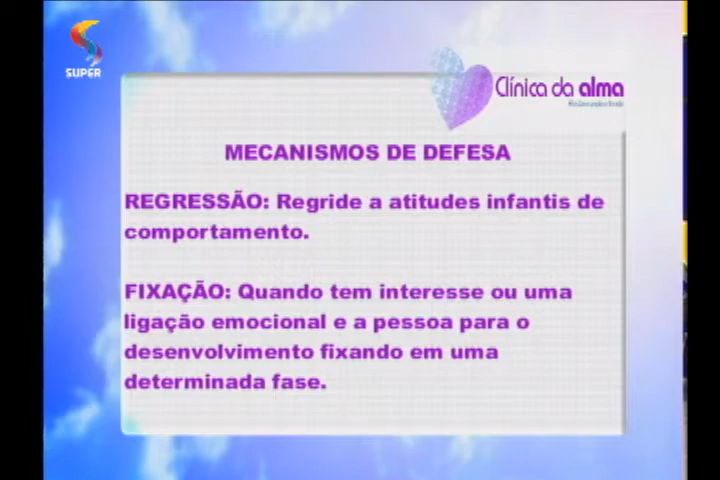 SUPER
Clínica da alma
MECANISMOS DE DEFESA
REGRESSÃO: Regride a atitudes infantis de
comportamento.
FIXAÇÃO: Quando tem interesse ou uma
ligação emocional e a pessoa para o
desenvolvimento fixando em uma
determinada fase.